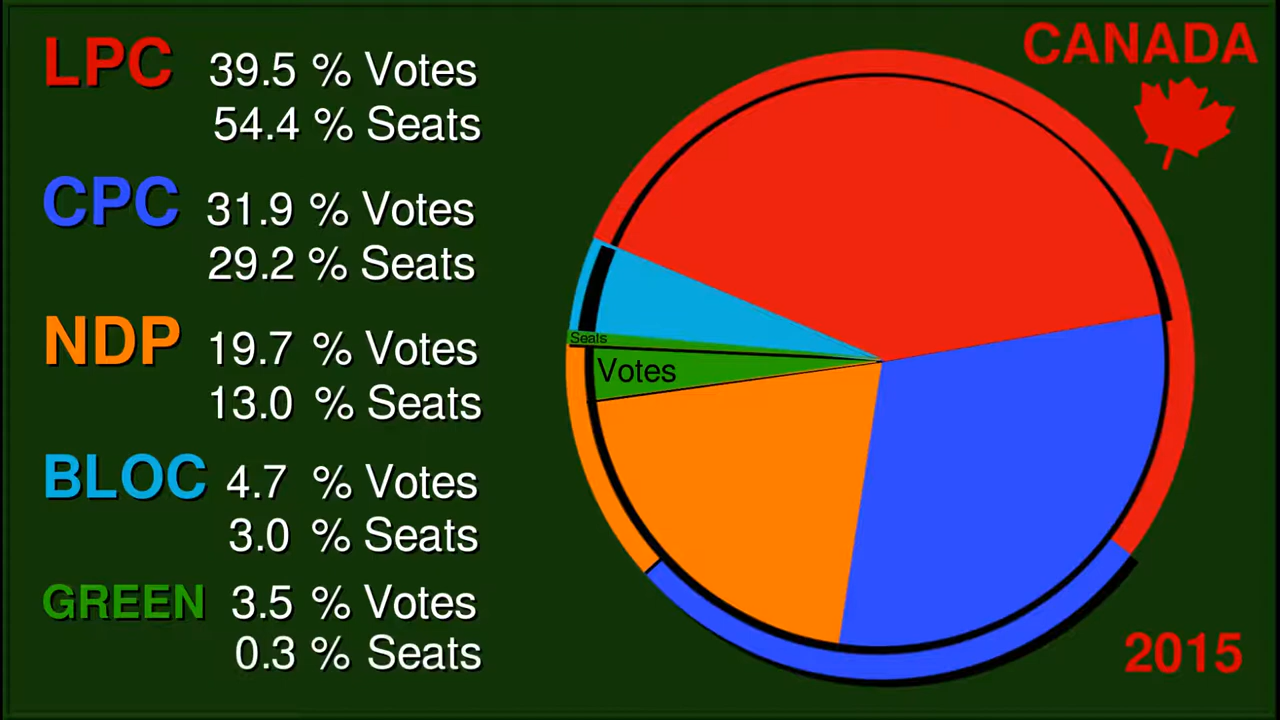 LPC 39.5 % Votes
54.4 % Seats
CPC 31.9 % Votes
29.2 % Seats
NDP 19.7 % Votes
13.0 % Seats
BLOC 4.7 % Votes
3.0 % Seats
GREEN 3.5 % Votes
0.3 % Seats
CANADA
Seats
Votes
2015